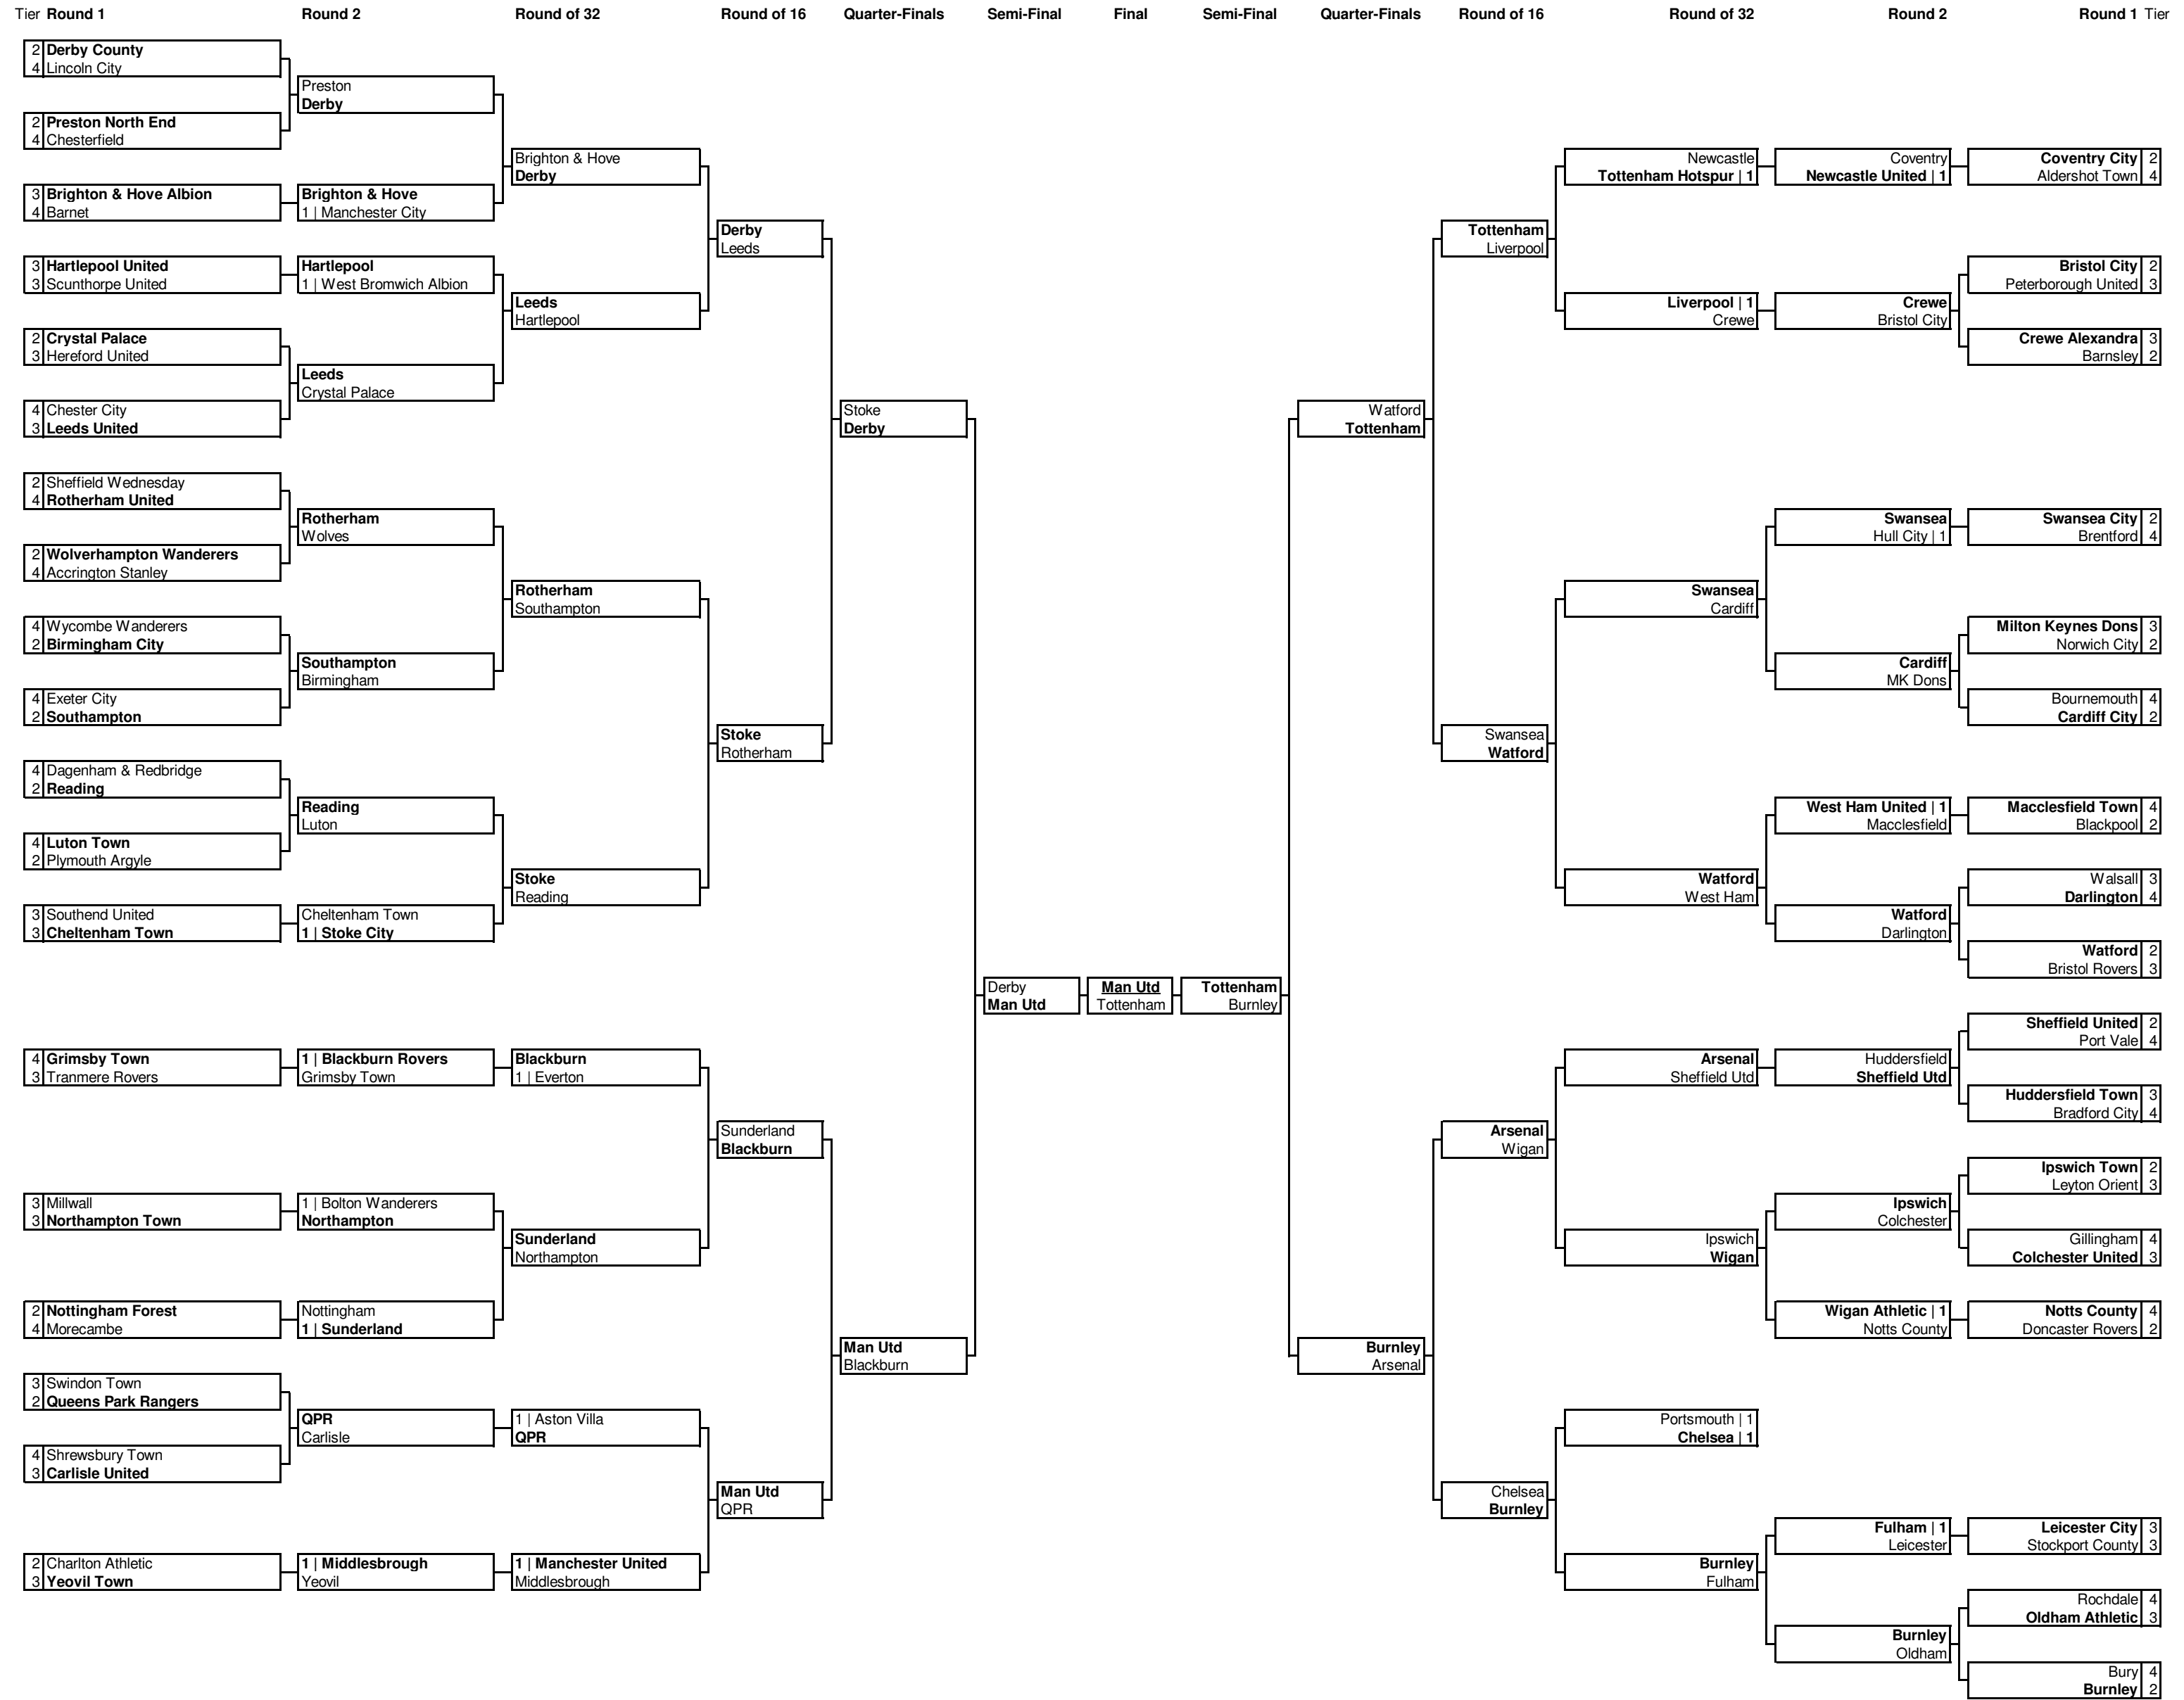 Tier Round 1 Round 2 Round of 32 Round of 16 Quarter-Finals Semi-Final Final Semi-Final Quarter-Finals Round of 16 Round of 32 Round 2 Round 1 Tier
2 Derby County
4 Lincoln City
2 Preston North End
4 Chesterfield
3 Brighton & Hove Albion
4 Barnet
3 Hartlepool United
3 Scunthorpe United
2 Crystal Palace
3 Hereford United
4 Chester City
3 Leeds United
2 Sheffield Wednesday
4 Rotherham United
2 Wolverhampton Wanderers
4 Accrington Stanley
4 Wycombe Wanderers
2 Birmingham City
4 Exeter City
2 Southampton
4 Dagenham & Redbridge
2 Reading
4 Luton Town
2 Plymouth Argyle
3 Southend United
3 Cheltenham Town
4 Grimsby Town
3 Tranmere Rovers
3 Millwall
3 Northampton Town
2 Nottingham Forest
4 Morecambe
3 Swindon Town
2 Queens Park Rangers
4 Shrewsbury Town
3 Carlisle United
2 Charlton Athletic
3 Yeovil Town
Preston
Derby
Brighton & Hove
1 | Manchester City
Hartlepool
1 | West Bromwich Albion
Leeds
Crystal Palace
Rotherham
Wolves
Southampton
Birmingham
Reading
Luton
Cheltenham Town
1 | Stoke City
1 | Blackburn Rovers
Grimsby Town
1 | Bolton Wanderers
Northampton
Nottingham
1 | Sunderland
QPR
Carlisle
1 | Middlesbrough
Yeovil
Brighton & Hove
Derby
Leeds
Hartlepool
Rotherham
Southampton
Stoke
Reading
Blackburn
1 | Everton
Sunderland
Northampton
1 | Aston Villa
QPR
1 | Manchester United
Middlesbrough
Derby
Leeds
Stoke
Rotherham
Sunderland
Blackburn
Man Utd
QPR
Stoke
Derby
Man Utd
Blackburn
Derby
Man Utd
Man Utd
Tottenham
Tottenham
Burnley
Watford
Tottenham
Burnley
Arsenal
Tottenham
Liverpool
Swansea
Watford
Arsenal
Wigan
Chelsea
Burnley
Newcastle
Tottenham Hotspur | 1
Liverpool | 1
Crewe
Swansea
Cardiff
Watford
West Ham
Arsenal
Sheffield Utd
Ipswich
Wigan
Portsmouth | 1
Chelsea | 1
Burnley
Fulham
Coventry
Newcastle United | 1
Crewe
Bristol City
Swansea
Hull City | 1
Cardiff
MK Dons
West Ham United | 1
Macclesfield
Watford
Darlington
Huddersfield
Sheffield Utd
Ipswich
Colchester
Wigan Athletic | 1
Notts County
Fulham | 1
Leicester
Burnley
Oldham
Coventry City 2
Aldershot Town 4
Bristol City 2
Peterborough United 3
Crewe Alexandra 3
Barnsley 2
Swansea City 2
Brentford 4
Milton Keynes Dons 3
Norwich City 2
Bournemouth 4
Cardiff City 2
Macclesfield Town 4
Blackpool 2
Walsall 3
Darlington 4
Watford 2
Bristol Rovers 3
Sheffield United 2
Port Vale 4
Huddersfield Town 3
Bradford City 4
Ipswich Town 2
Leyton Orient 3
Gillingham 4
Colchester United 3
Notts County 4
Doncaster Rovers 2
Leicester City 3
Stockport County 3
Rochdale 4
Oldham Athletic 3
Bury 4
Burnley 2